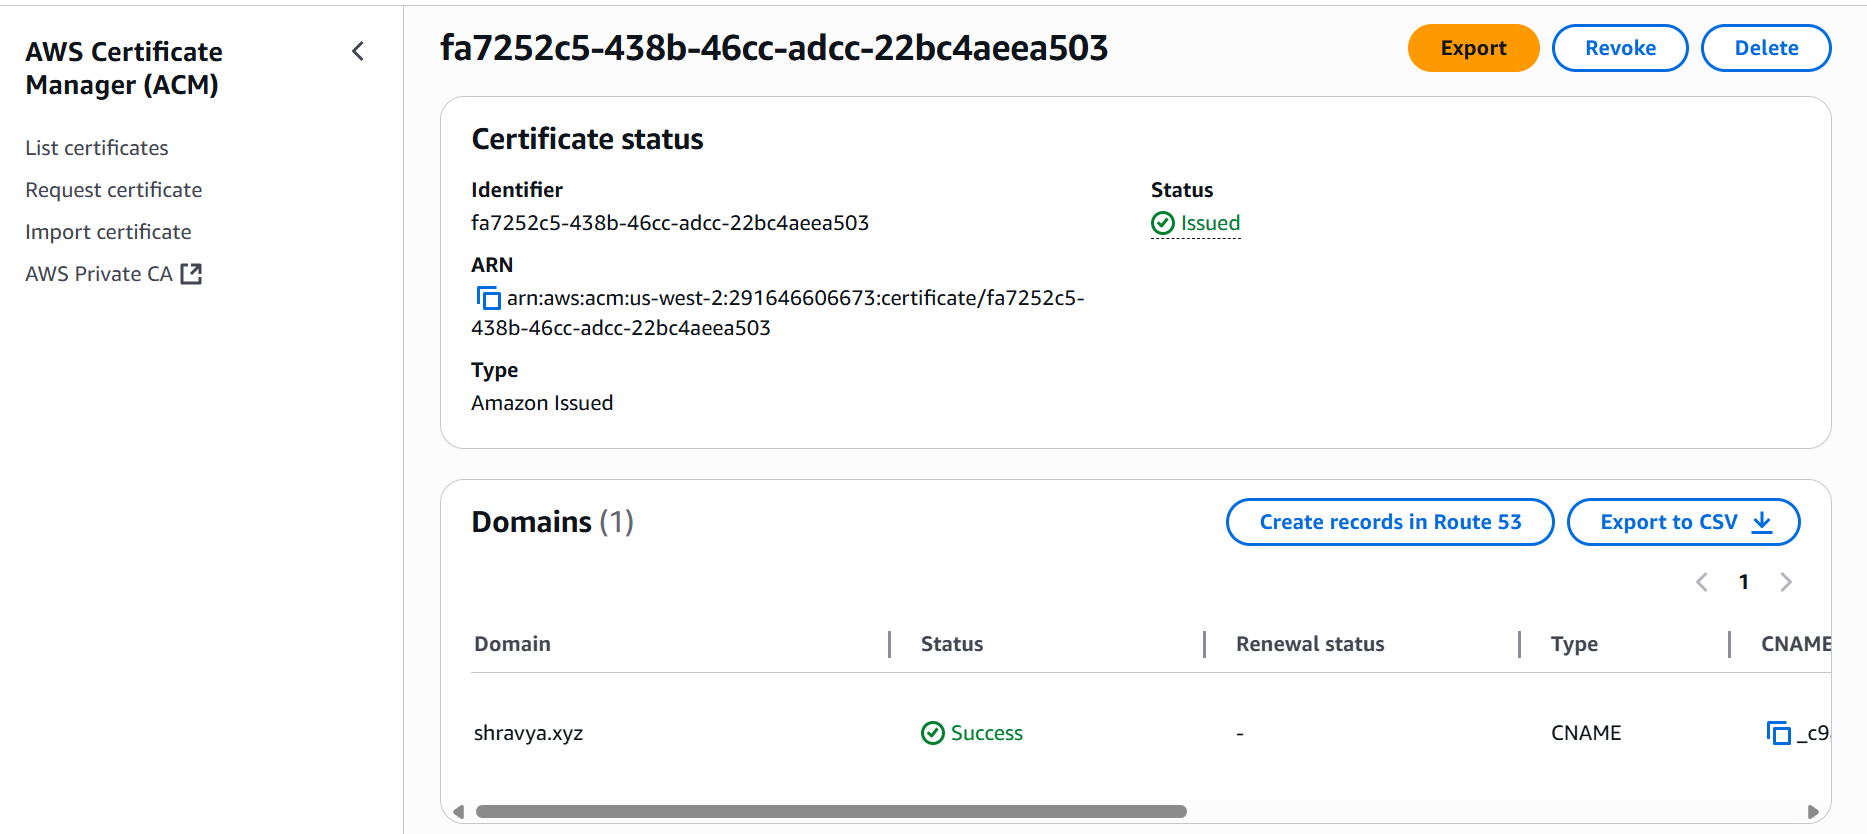 AWS Certificate
Manager (ACM)
List certificates
Request certificate
Import certificate
AWS Private CA
fa7252c5-438b-46cc-adcc-22bc4aeea503
Export
Revoke
Delete
Certificate status
Identifier
fa7252c5-438b-46cc-adcc-22bc4aeea503
Status
Issued
ARN
arn:aws:acm:us-west-2:291646606673:certificate/fa7252c5-
438b-46cc-adcc-22bc4aeea503
Type
Amazon Issued
Domains (1)
Create records in Route 53
Export to CSV
1
Domain
Status
Renewal status
Type
CNAME
shravya.xyz
Success
-
CNAME
_c9